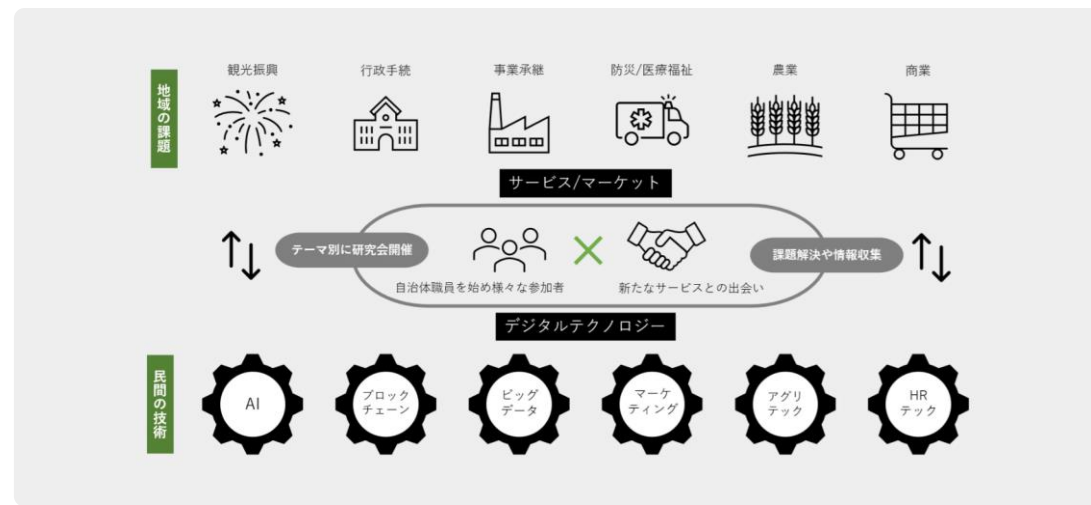 観光振興
行政手続
事業承継
防災/医療福祉
農業
商業
地域の課題
サービス/マーケット
テーマ別に研究会開催
課題解決や情報収集
自治体職員を始め様々な参加者
新たなサービスとの出会い
デジタルテクノロジー
民間の技術
AI
ブロック
チェーン
ビッグ
データ
マーケ
ティング
アグリ
テック
HR
テック